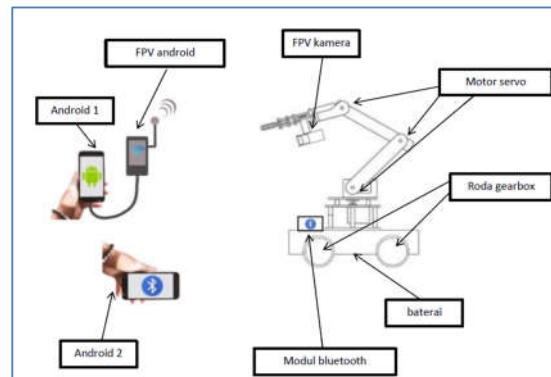 FPV android
FPV kamera
Android 1
Motor servo
Roda gearbox
baterai
Android 2
Modul bluetooth